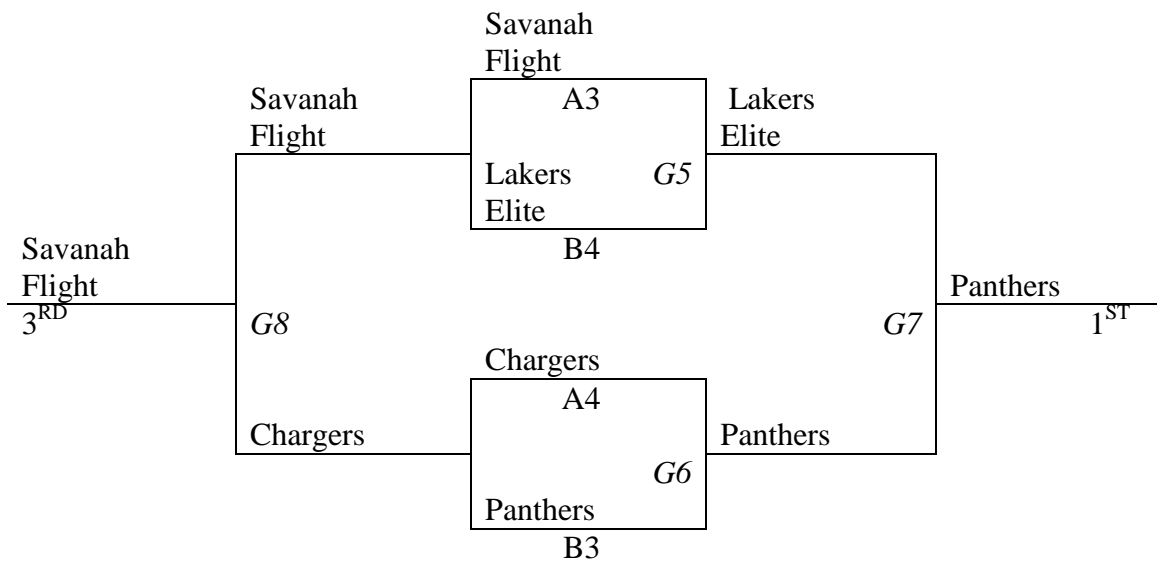 Savanah
Flight
A3
Savanah
Flight
Lakers
Elite
Lakers
Elite
G5
B4
Savanah
Flight
3RD
G8
Panthers
G7
1ST
Chargers
A4
Chargers
Panthers
G6
Panthers
B3